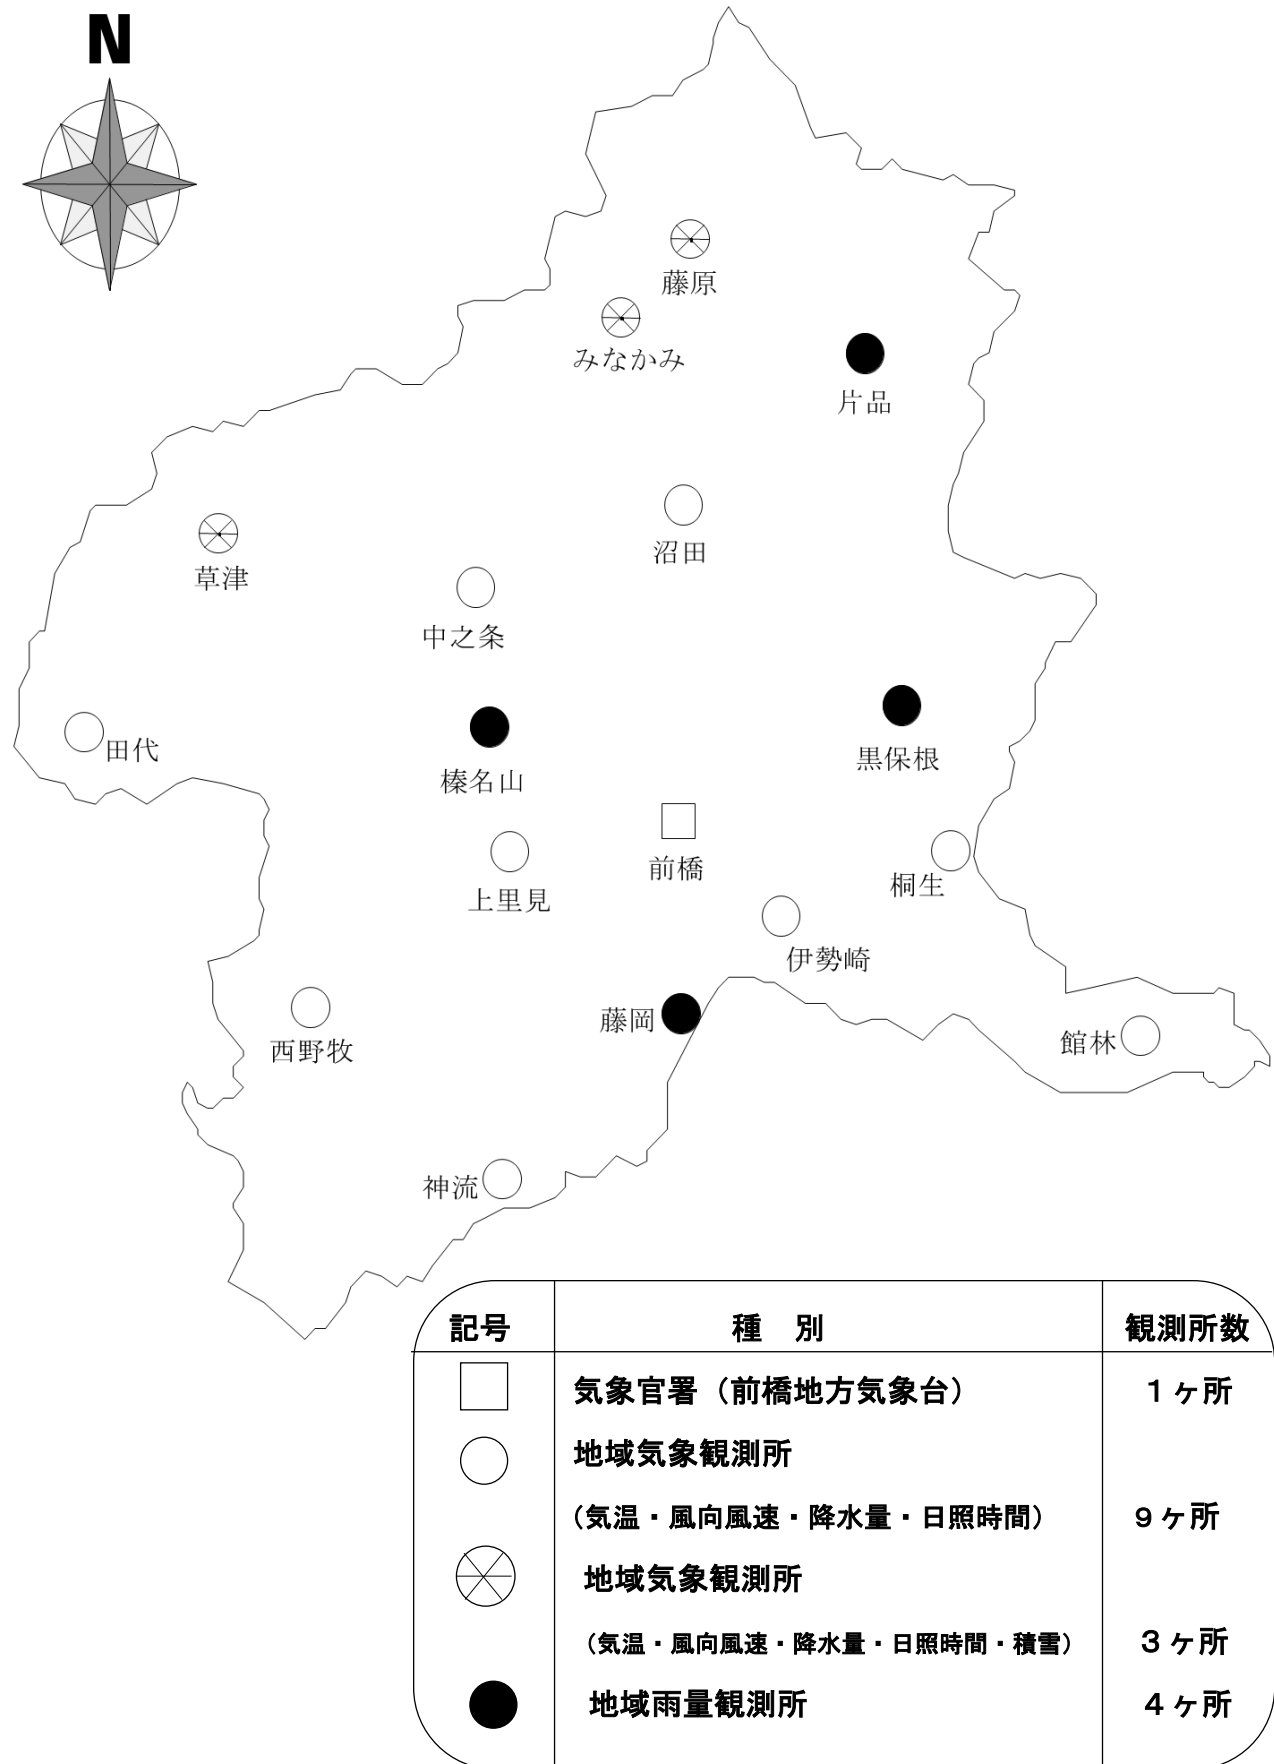 N
藤原
みなかみ
片品
沼田
草津
中之条
田代
榛名山
黒保根
前橋
桐生
上里見
伊勢崎
藤岡
館林
西野牧
神流
記号 種 別 観測所数
気象官署（前橋地方気象台） 1ヶ所
地域気象観測所
（気温・風向風速・降水量・日照時間） 9ヶ所
地域気象観測所
（気温・風向風速・降水量・日照時間・積雪） 3ヶ所
地域雨量観測所 4ヶ所